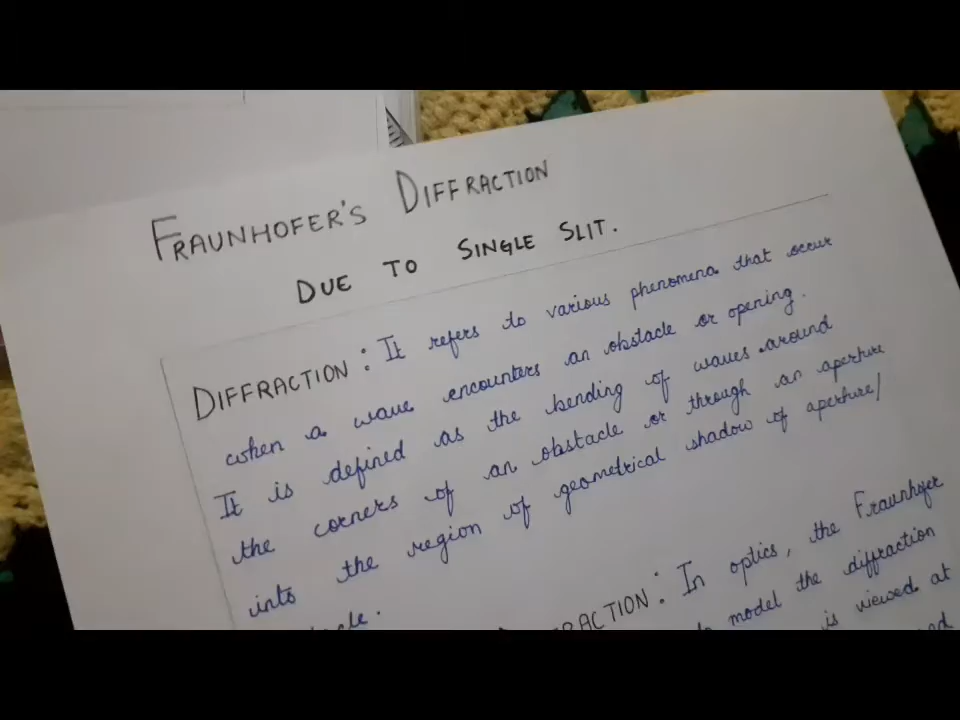 FRAUNHOFER'S DIFFRACTION
DUE TO SINGLE SLIT.
DIFFRACTION: It refers to various phenomena that occur
when a wave encounters an obstacle or opening.
It is defined as the bending of waves around
the corners of an obstacle or through an aperture
into the region of geometrical shadow of aperture/
: In optics, the Fraunhofer
model the diffraction
is viewed at